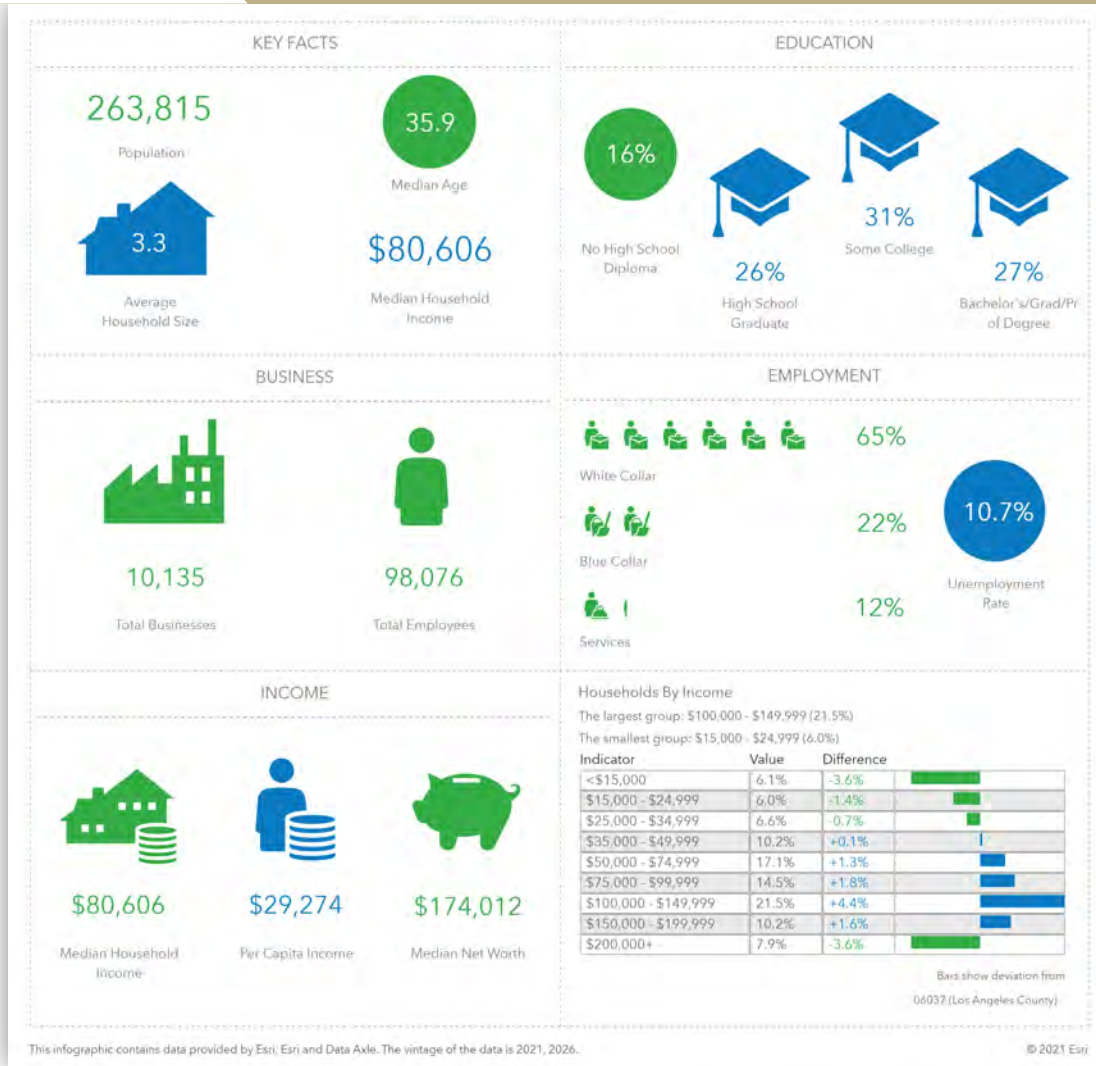 KEY FACTS
263,815
Population
35.9
Median Age
3.3
Average
Household Size
$80,606
Median Household
Income
EDUCATION
16%
No High School
Diploma
26%
High School
Graduate
31%
Some College
27%
Bachelor's/Grad/Pr
of Degree
BUSINESS
10,135
Total Businesses
98,076
Total Employees
EMPLOYMENT
65%
White Collar
22%
Blue Collar
12%
Services
10.7%
Unemployment
Rate
INCOME
$80,606
Median Household
Income
$29,274
Per Capita Income
$174,012
Median Net Worth
Households By Income
The largest group: $100,000 - $149,999 (21.5%)
The smallest group: $15,000 - $24,999 (6.0%)
Indicator Value Difference
<$15,000 6.1% -3.6%
$15,000 - $24,999 6.0% -1.4%
$25,000 - $34,999 6.6% -0.7%
$35,000 - $49,999 10.2% +0.1%
$50,000 - $74,999 17.1% +1.3%
$75,000 - $99,999 14.5% +1.8%
$100,000 - $149,999 21.5% +4.4%
$150,000 - $199,999 10.2% +1.6%
$200,000+ 7.9% -3.6%
Bars show deviation from
06037 (Los Angeles County)
This infographic contains data provided by Esri, Esri and Data Axle. The vintage of the data is 2021, 2026.
© 2021 Esri